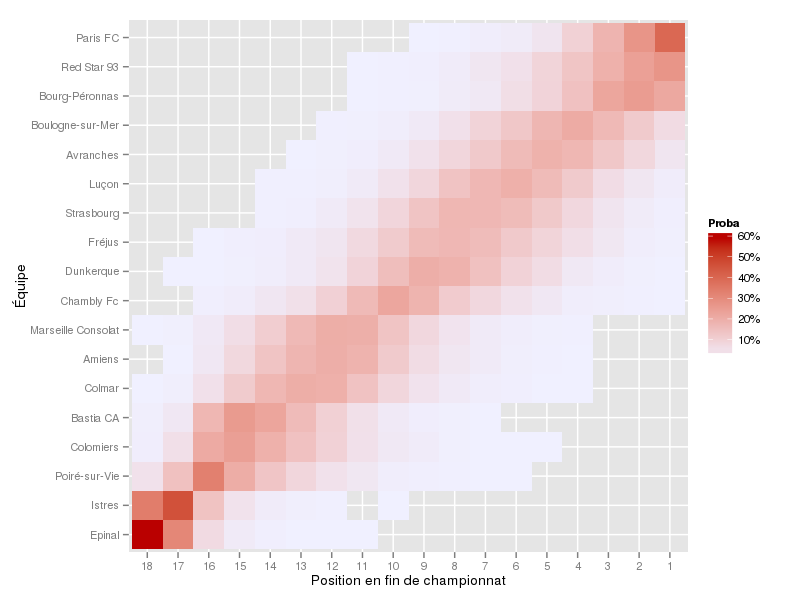 Paris FC
Red Star 93
Bourg-Péronnas
Boulogne-sur-Mer
Avranches
Luçon
Strasbourg
Fréjus
Dunkerque
Chambly Fc
Marseille Consolat
Amiens
Colmar
Bastia CA
Colomiers
Poiré-sur-Vie
Istres
Epinal
Équipe
18 17 16 15 14 13 12 11 10 9 8 7 6 5 4 3 2 1
Position en fin de championnat
Proba
60%
50%
40%
30%
20%
10%